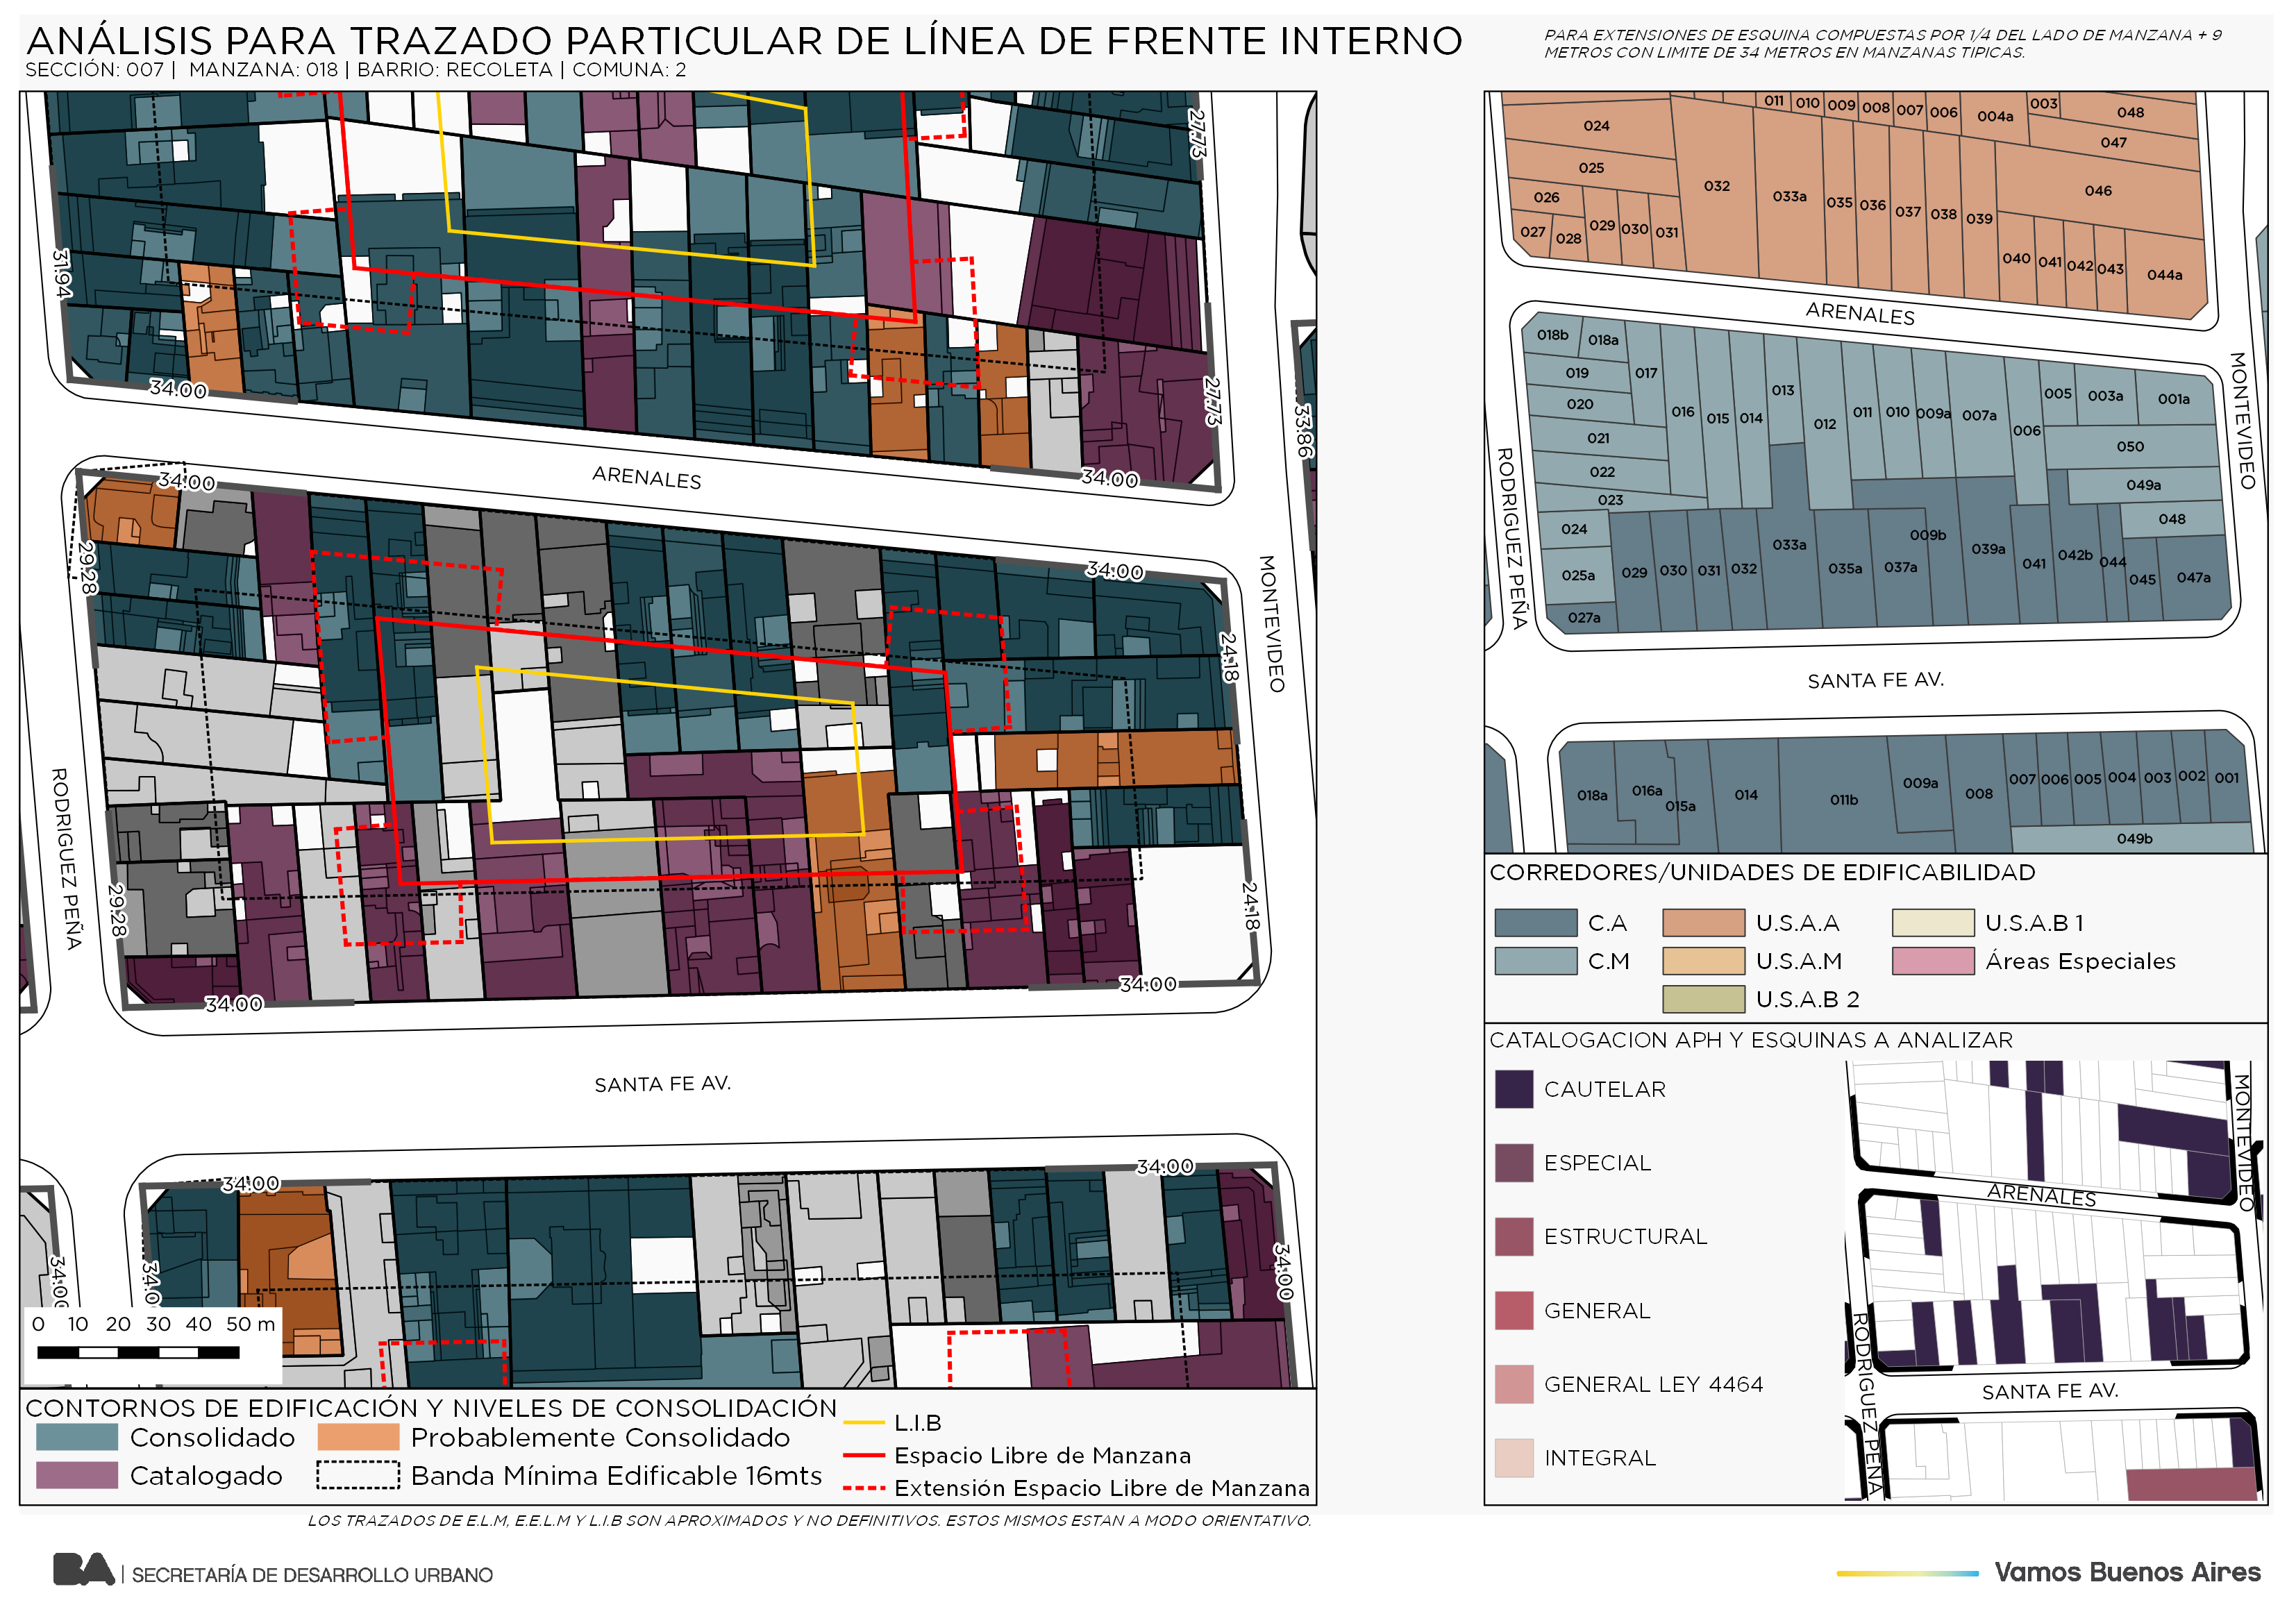 ANÁLISIS PARA TRAZADO PARTICULAR DE LÍNEA DE FRENTE INTERNO
SECCIÓN: 007 | MANZANA: 018 | BARRIO: RECOLETA | COMUNA: 2
PARA EXTENSIONES DE ESQUINA COMPUESTAS POR 1/4 DEL LADO DE MANZANA + 9
METROS CON LIMITE DE 34 METROS EN MANZANAS TIPICAS.
27.73
31.94
34.00
27.73
33.86
34.00
ARENALES
34.00
29.28
34.00
MONTEVIDEO
24.18
RODRIGUEZ PEÑA
29.28
24.18
34.00
34.00
SANTA FE AV.
34.00
34.00
34.00
34.0
34.00
0 10 20 30 40 50 m
CONTORNOS DE EDIFICACIÓN Y NIVELES DE CONSOLIDACIÓN
Consolidado
Probablemente Consolidado
Catalogado
Banda Mínima Edificable 16mts
L.I.B
Espacio Libre de Manzana
Extensión Espacio Libre de Manzana
011 010 009 008 007 006 004a 003 048
024
047
025
032
033a
035 036 037 038 039
046
026
027 028 029 030 031
040 041 042 043 044a
ARENALES
018b 018a
019
017
020
021
022
023
016 015 014 013 012 011 010 009a 007a 006 005 003a 001a
050
049a
048
024
025a
027a
029 030 031 032 033a 035a 037a 009b 039a 041 042b 044 045 047a
MONTEVIDEO
RODRIGUEZ PEÑA
SANTA FE AV.
018a 016a 015a 014 011b 009a 008 007 006 005 004 003 002 001
049b
CORREDORES/UNIDADES DE EDIFICABILIDAD
C.A
U.S.A.A
U.S.A.B 1
C.M
U.S.A.M
Áreas Especiales
U.S.A.B 2
CATALOGACION APH Y ESQUINAS A ANALIZAR
CAUTELAR
ESPECIAL
ESTRUCTURAL
GENERAL
GENERAL LEY 4464
INTEGRAL
MONTEVIDEO
ARENALES
RODRIGUEZ PEÑA
SANTA FE AV.
LOS TRAZADOS DE E.L.M, E.E.L.M Y L.I.B SON APROXIMADOS Y NO DEFINITIVOS. ESTOS MISMOS ESTAN A MODO ORIENTATIVO.
BA | SECRETARÍA DE DESARROLLO URBANO
Vamos Buenos Aires